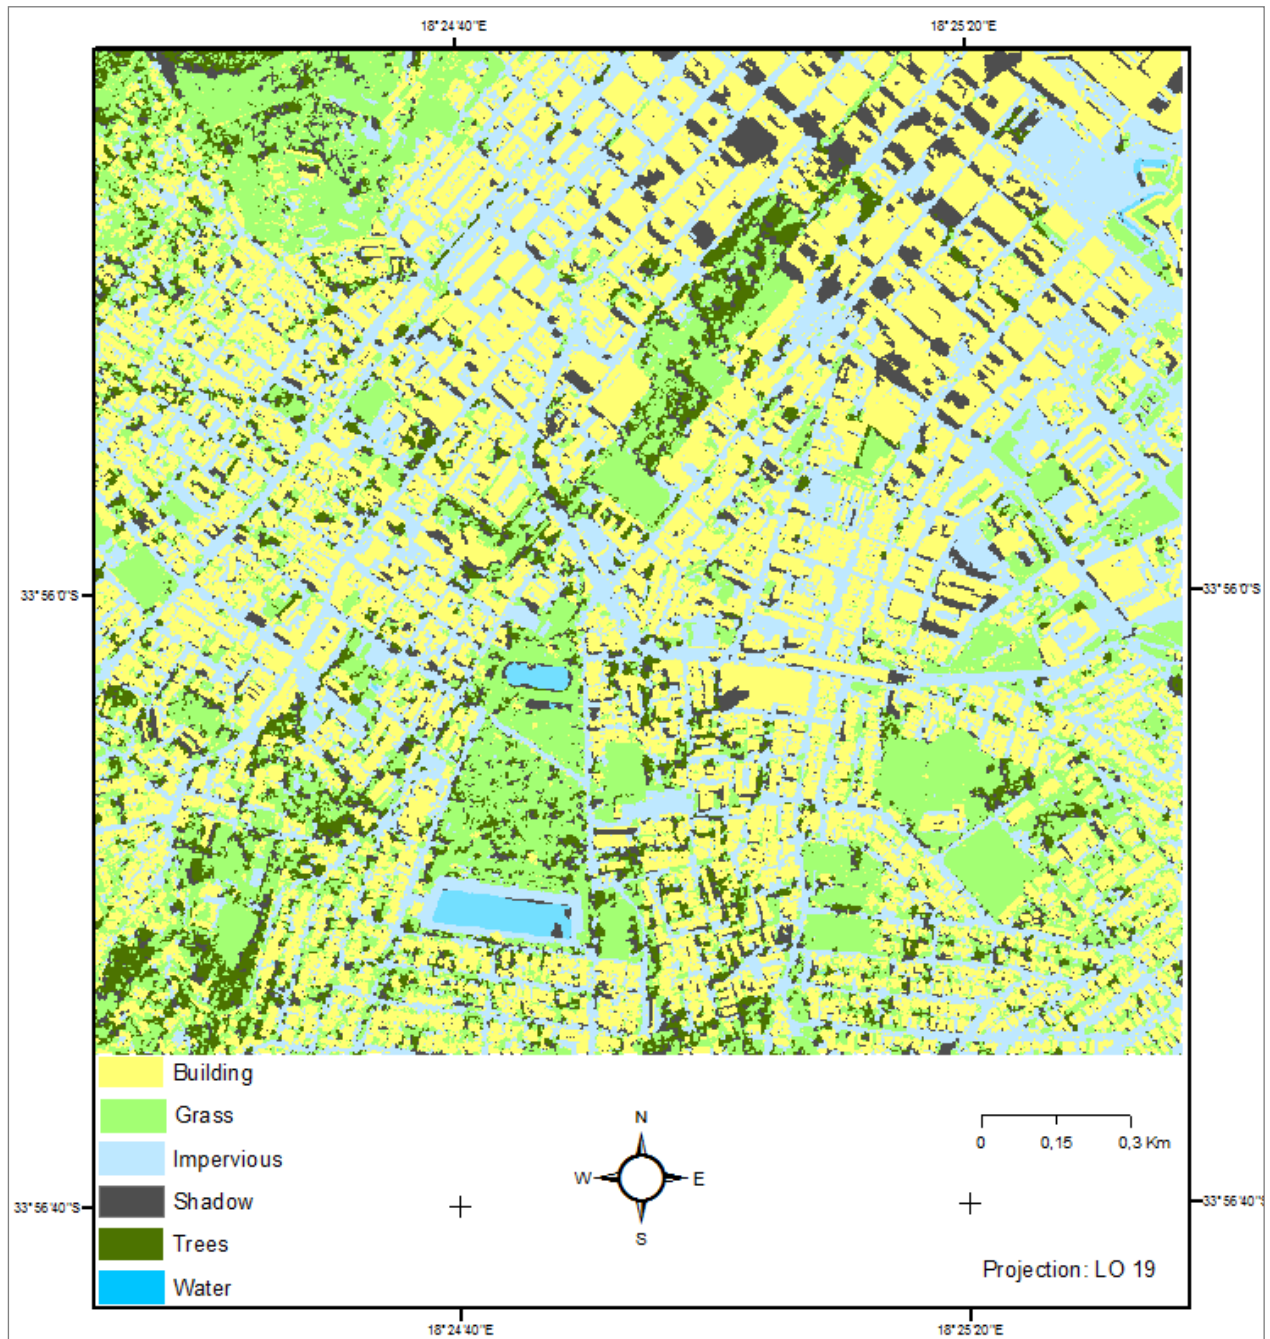 18°24'40"E
18°25'20"E
33°56'0"S
33°56'0"S
Building
Grass
Impervious
Shadow
Trees
Water
N
W
E
S
0
0,15
0,3 Km
33°56'40"S
33°56'40"S
Projection: LO 19
18°24'40"E
18°25'20"E